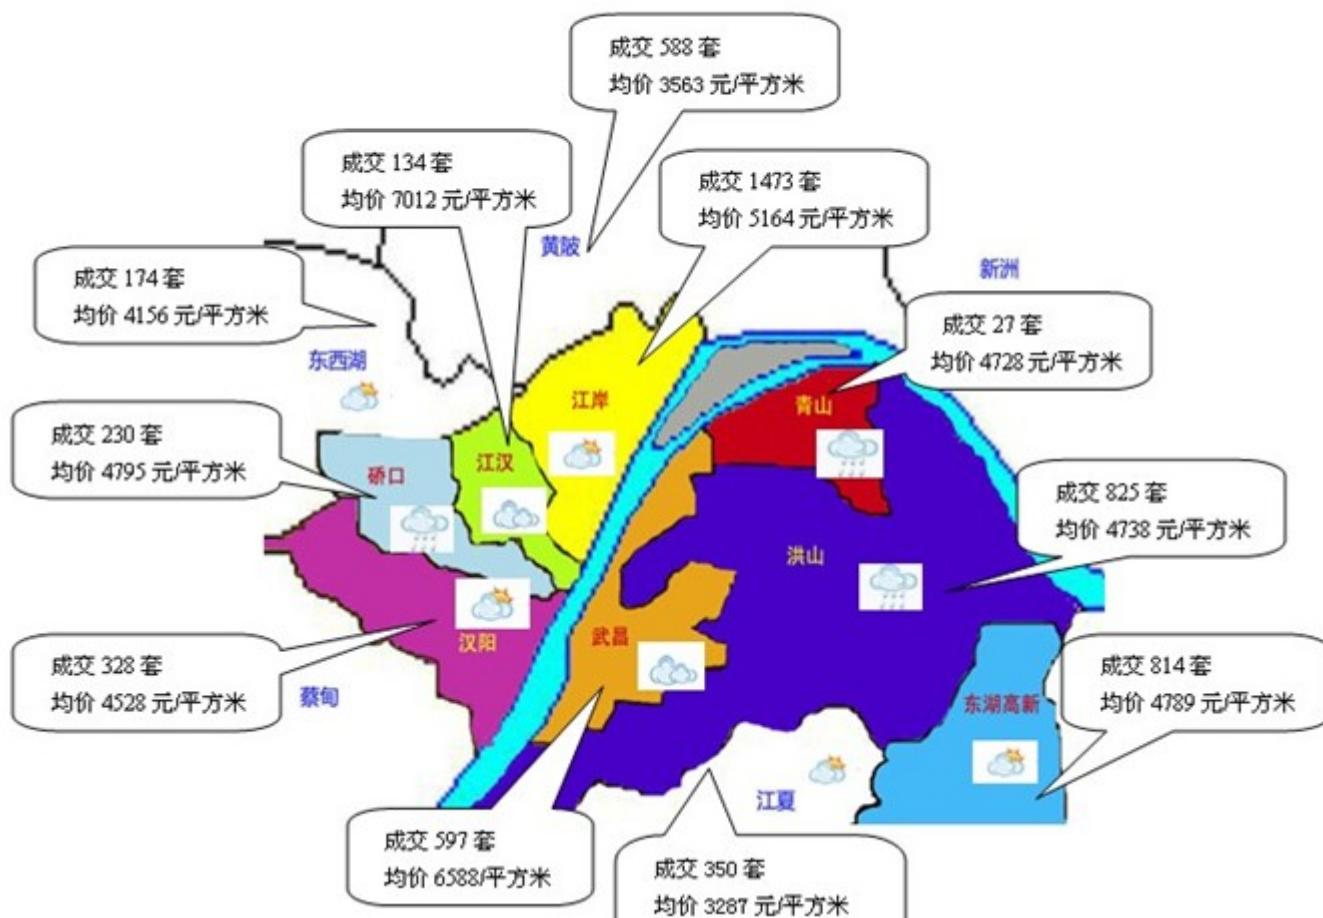 成交 588 套
均价 3563 元/平方米
成交 134 套
均价 7012 元/平方米
成交 1473 套
均价 5164 元/平方米
黄陂
新洲
成交 174 套
均价 4156 元/平方米
成交 27 套
均价 4728 元/平方米
东西湖
江岸
青山
成交 230 套
均价 4795 元/平方米
硚口
江汉
成交 825 套
均价 4738 元/平方米
洪山
武昌
汉阳
成交 328 套
均价 4528 元/平方米
蔡甸
成交 814 套
均价 4789 元/平方米
东湖高新
江夏
成交 597 套
均价 6588/平方米
成交 350 套
均价 3287 元/平方米